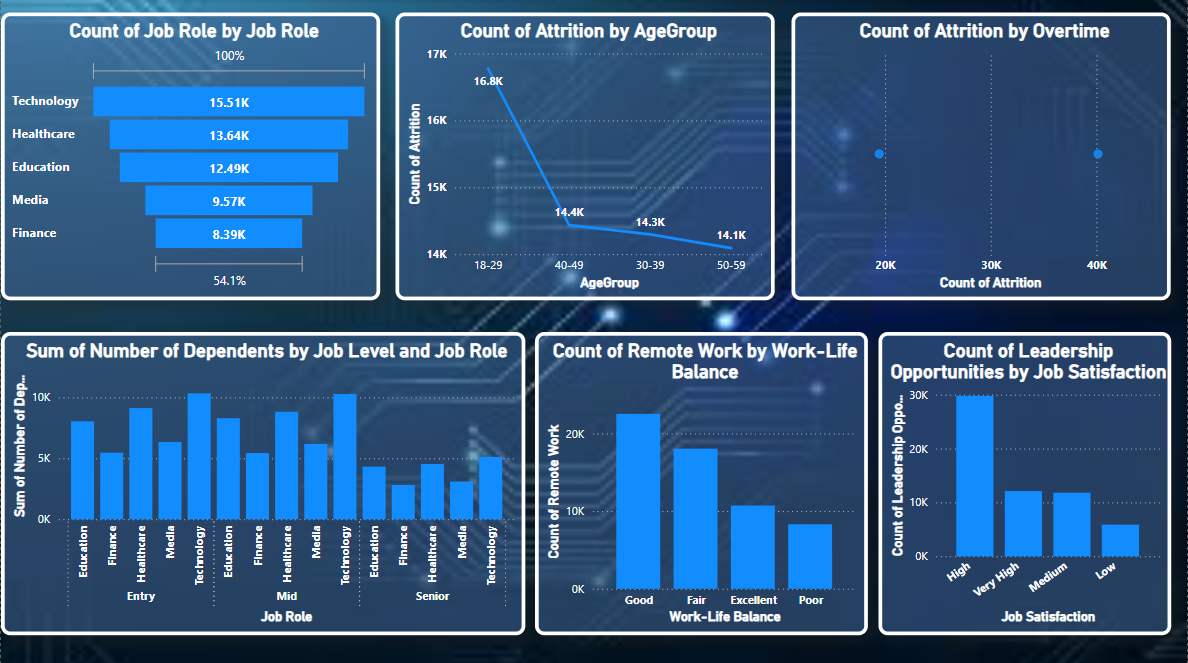 Count of Job Role by Job Role
100%
Technology 15.51K
Healthcare 13.64K
Education 12.49K
Media 9.57K
Finance 8.39K
54.1%
Count of Attrition by AgeGroup
Count of Attrition
17K
16K
15K
14K
16.8K
14.4K
14.3K
14.1K
18-29 40-49 30-39 50-59
AgeGroup
Count of Attrition by Overtime
20K 30K 40K
Count of Attrition
Sum of Number of Dependents by Job Level and Job Role
Sum of Number of Dep...
10K
5K
0K
Education Finance Healthcare Media Technology Education Finance Healthcare Media Technology Education Finance Healthcare Media Technology
Entry Mid Senior
Job Role
Count of Remote Work by Work-Life
Balance
Count of Remote Work
20K
10K
0K
Good Fair Excellent Poor
Work-Life Balance
Count of Leadership
Opportunities by Job Satisfaction
Count of Leadership Oppo...
30K
20K
10K
0K
High Very High Medium Low
Job Satisfaction